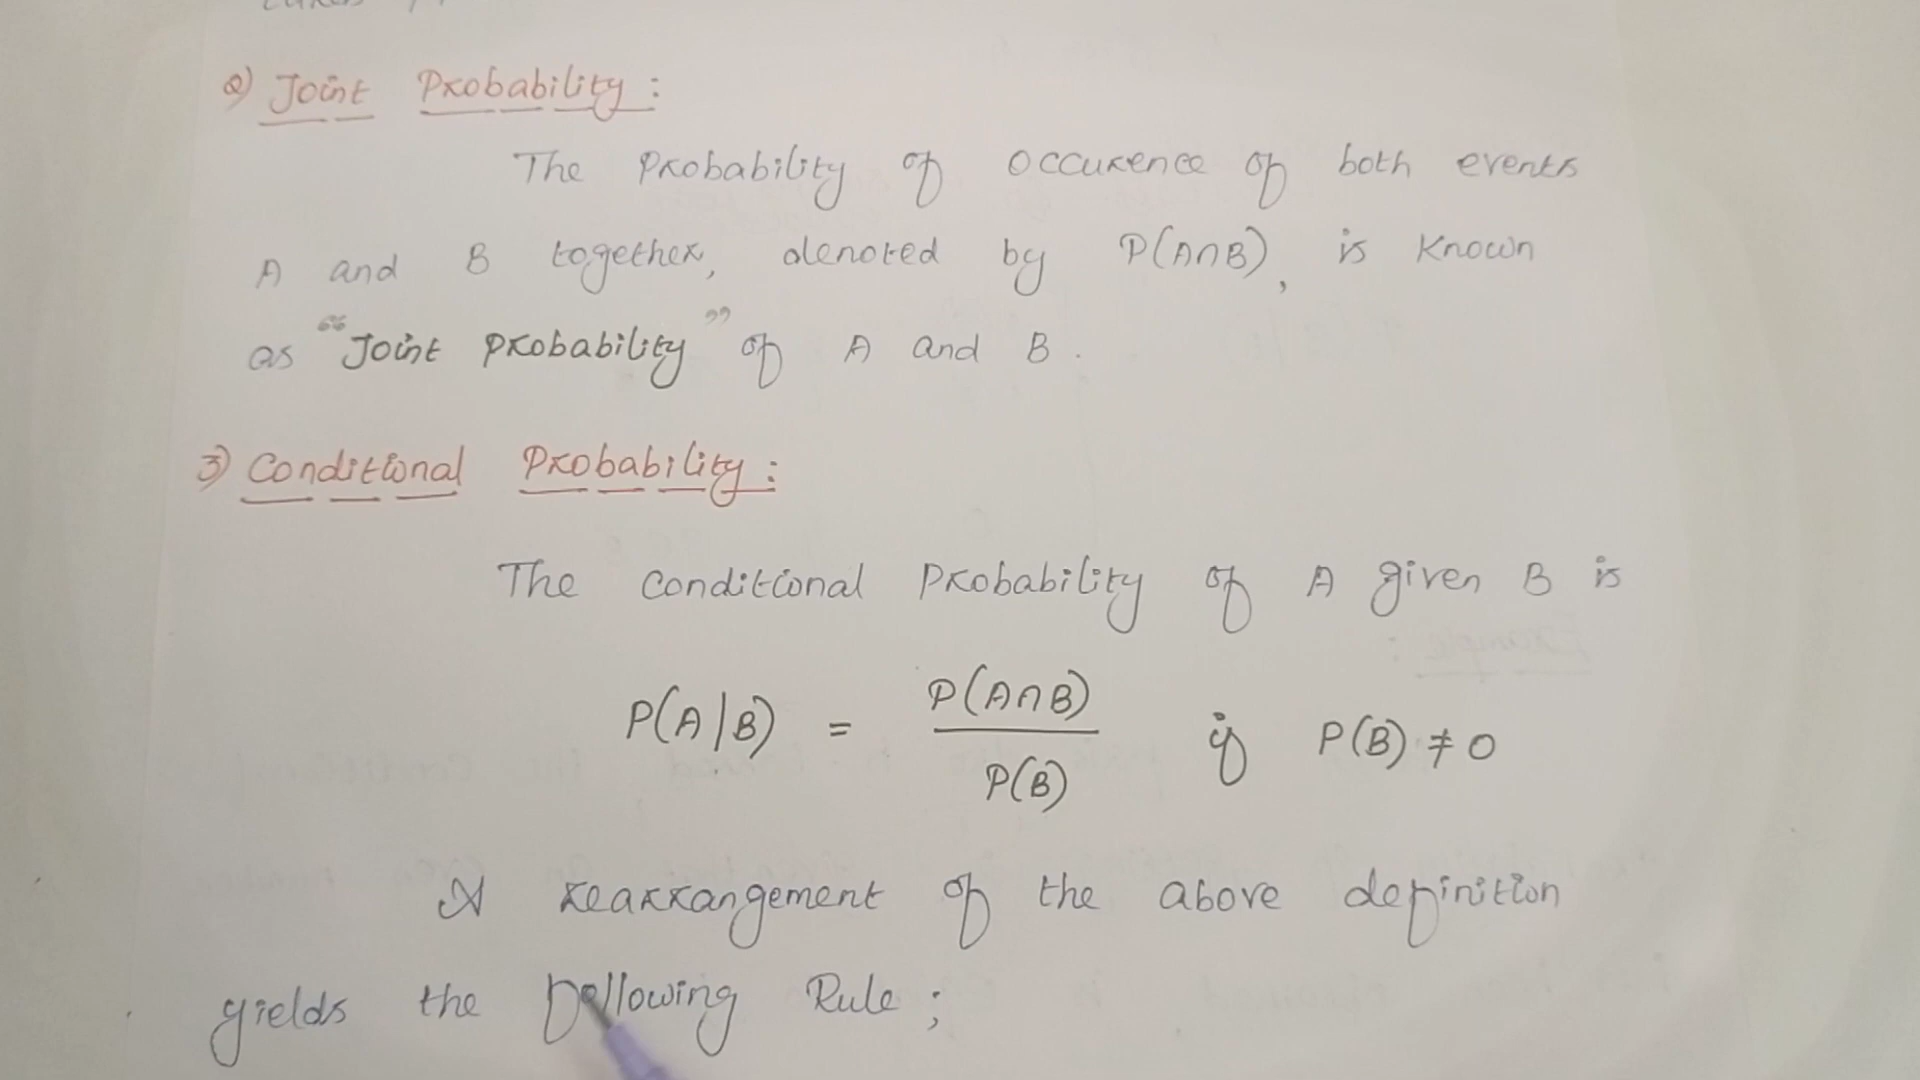 2) Joint Probability :
The Probability of occurence of both events
A and B together, denoted by P(A∩B), is Known
as "Joint Probability" of A and B.
3) Conditional Probability :
The Conditional Probability of A given B is
P(A|B) = P(A∩B) / P(B) if P(B) ≠ 0
A rearrangement of the above definition
yields the following Rule ;